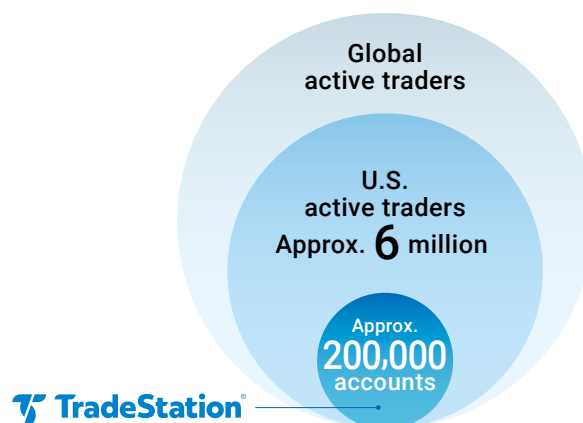 Global
active traders
U.S.
active traders
Approx. 6 million
Approx.
200,000
accounts
TradeStation®